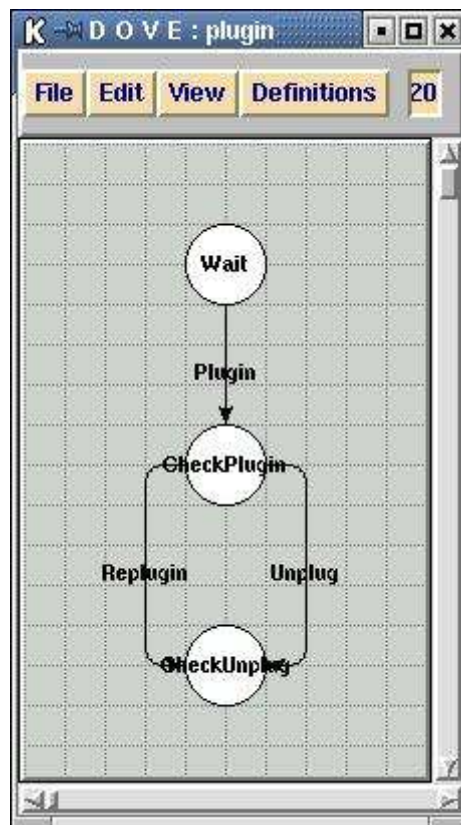 D O V E : plugin
File Edit View Definitions 20
Wait
Plugin
CheckPlugin
Replugin Unplug
CheckUnplug